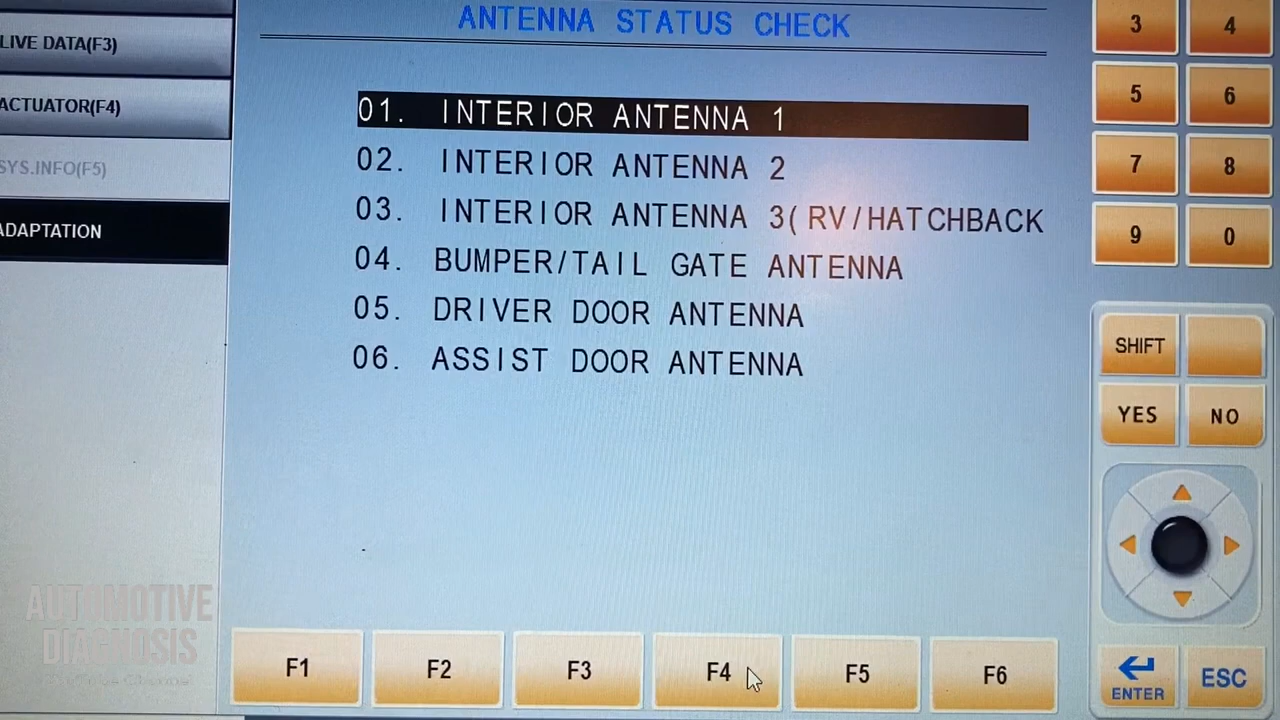 ANTENNA STATUS CHECK
LIVE DATA(F3)
ACTUATOR(F4)
SYS.INFO(F5)
ADAPTATION
01. INTERIOR ANTENNA 1
02. INTERIOR ANTENNA 2
03. INTERIOR ANTENNA 3(RV/HATCHBACK
04. BUMPER/TAIL GATE ANTENNA
05. DRIVER DOOR ANTENNA
06. ASSIST DOOR ANTENNA
3 4
5 6
7 8
9 0
SHIFT
YES NO
ENTER ESC
F1 F2 F3 F4 F5 F6
AUTOMOTIVE
DIAGNOSIS